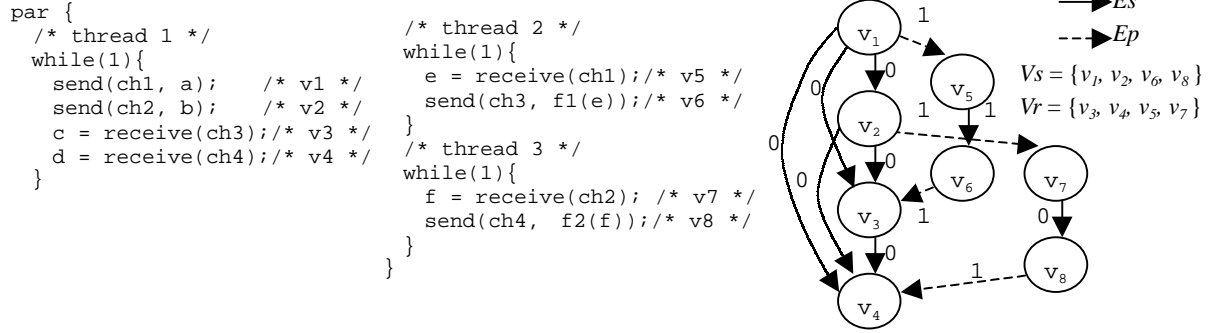 par {
/* thread 1 */
while(1){
send(ch1, a); /* v1 */
send(ch2, b); /* v2 */
c = receive(ch3);/* v3 */
d = receive(ch4);/* v4 */
}
/* thread 2 */
while(1){
e = receive(ch1);/* v5 */
send(ch3, f1(e));/* v6 */
}
/* thread 3 */
while(1){
f = receive(ch2); /* v7 */
send(ch4, f2(f));/* v8 */
}
}
Es
Ep
Vs = {v1, v2, v6, v8}
Vr = {v3, v4, v5, v7}
1
v1
0
0
v5
1
1
v2
0
0
0
v6
v7
1
0
v3
0
1
v8
v4